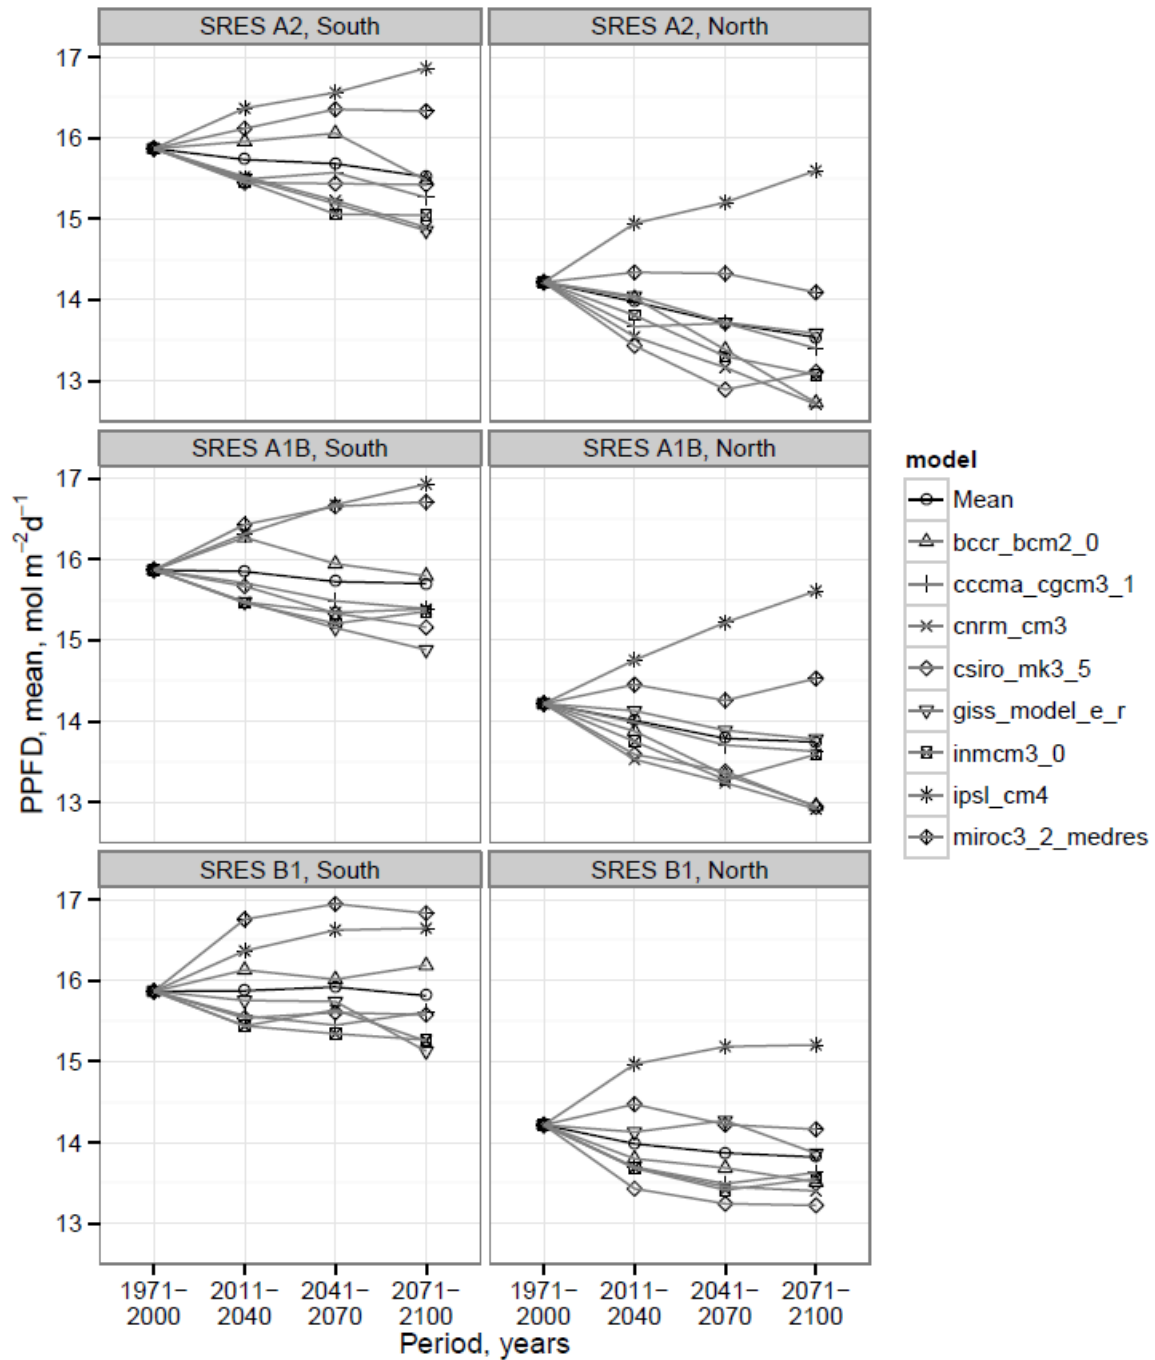 SRES A2, South
SRES A2, North
17
16
15
14
13
SRES A1B, South
SRES A1B, North
17
16
15
14
13
SRES B1, South
SRES B1, North
17
16
15
14
13
PPFD, mean, mol m⁻²d⁻¹
1971− 2011− 2041− 2071− 1971− 2011− 2041− 2071−
2000 2040 2070 2100 2000 2040 2070 2100
Period, years
model
Mean
bccr_bcm2_0
cccma_cgcm3_1
cnrm_cm3
csiro_mk3_5
giss_model_e_r
inmcm3_0
ipsl_cm4
miroc3_2_medres